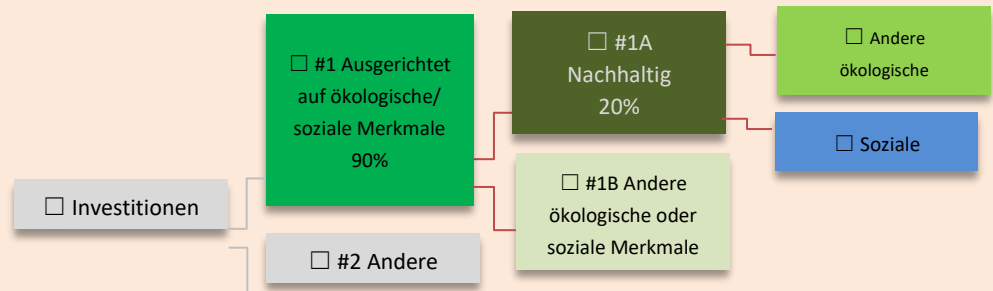 ☐ Investitionen
☐ #1 Ausgerichtet
auf ökologische/
soziale Merkmale
90%
☐ #2 Andere
☐ #1A
Nachhaltig
20%
☐ #1B Andere
ökologische oder
soziale Merkmale
☐ Andere
ökologische
☐ Soziale